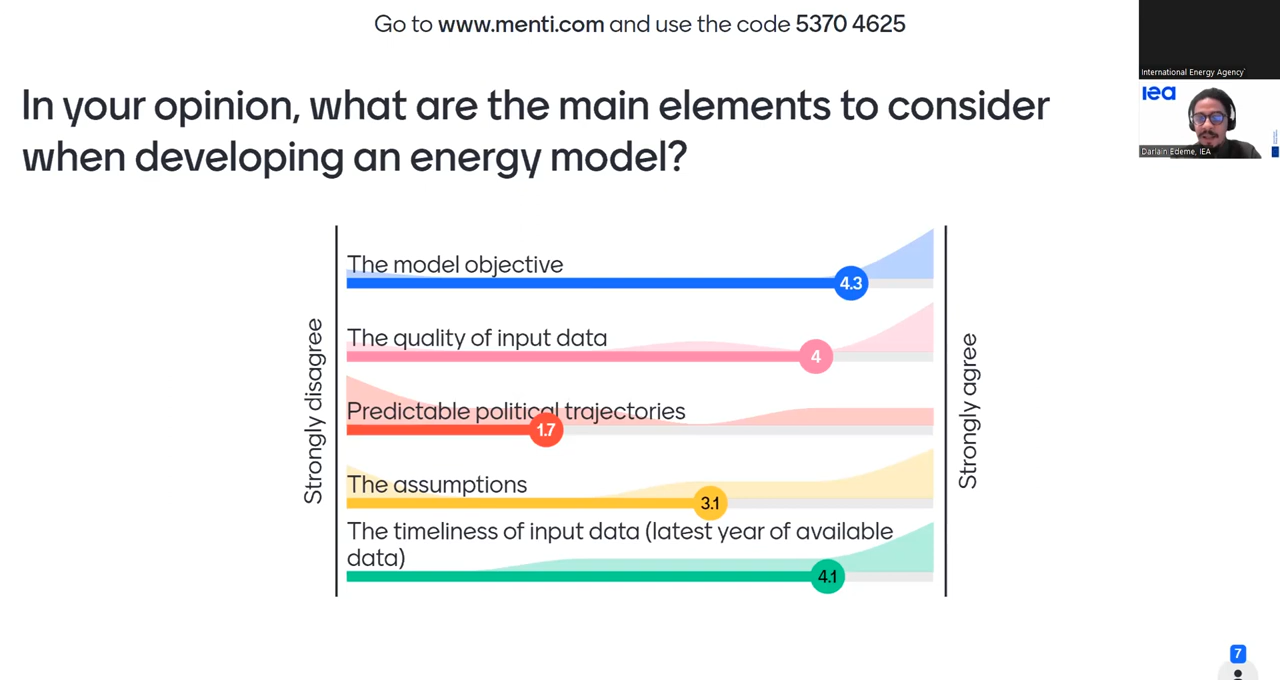 Go to www.menti.com and use the code 5370 4625
International Energy Agency
iea
Darlain Edeme, IEA
In your opinion, what are the main elements to consider
when developing an energy model?
Strongly disagree
The model objective
4.3
The quality of input data
4
Predictable political trajectories
1.7
The assumptions
3.1
The timeliness of input data (latest year of available
data)
4.1
Strongly agree
7